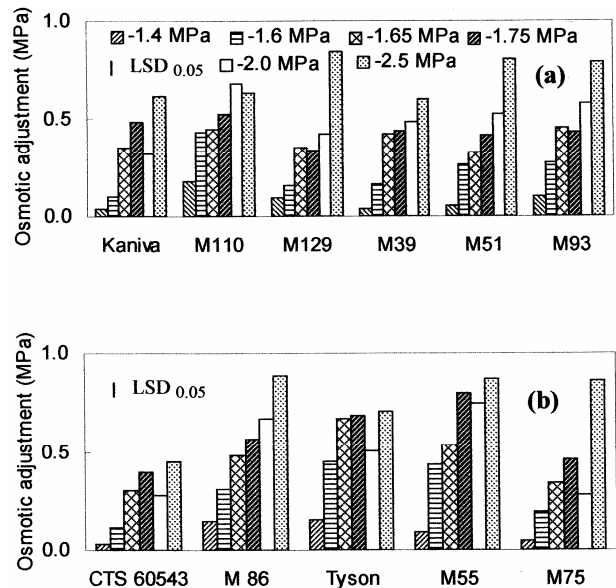 Osmotic adjustment (MPa)
1.0
0.5
0.0
-1.4 MPa -1.6 MPa -1.65 MPa -1.75 MPa
LSD 0.05 -2.0 MPa -2.5 MPa
(a)
Kaniva M110 M129 M39 M51 M93
Osmotic adjustment (MPa)
1.0
0.5
0.0
LSD 0.05
(b)
CTS 60543 M 86 Tyson M55 M75